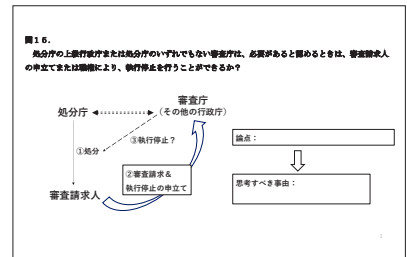 問16.
処分庁の上級行政庁または処分庁のいずれでもない審査庁は、必要があると認めるときは、審査請求人
の申立てまたは職権により、執行停止を行うことができるか?
審査庁
処分庁
(その他の行政庁)
③執行停止?
論点:
①処分
②審査請求&
執行停止の申立て
思考すべき事由:
審査請求人